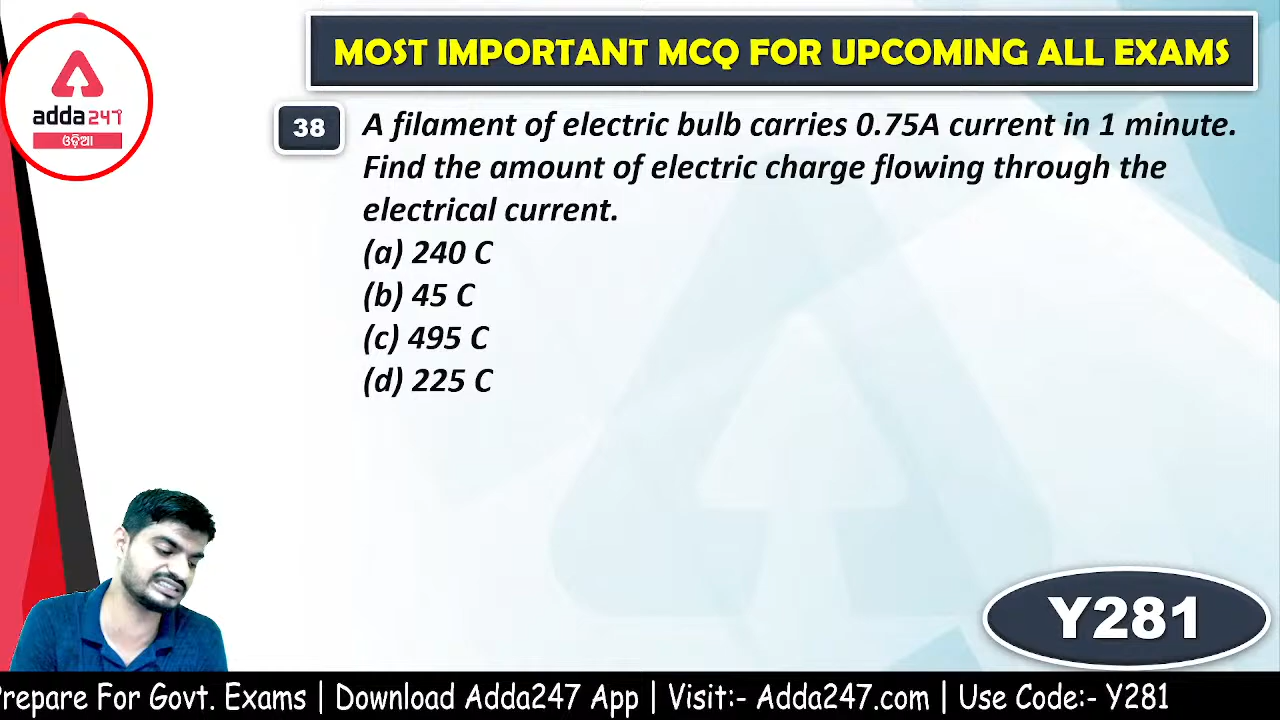 MOST IMPORTANT MCQ FOR UPCOMING ALL EXAMS
adda247
ଓଡ଼ିଆ
38
A filament of electric bulb carries 0.75A current in 1 minute.
Find the amount of electric charge flowing through the
electrical current.
(a) 240 C
(b) 45 C
(c) 495 C
(d) 225 C
Y281
Prepare For Govt. Exams | Download Adda247 App | Visit:- Adda247.com | Use Code:- Y281